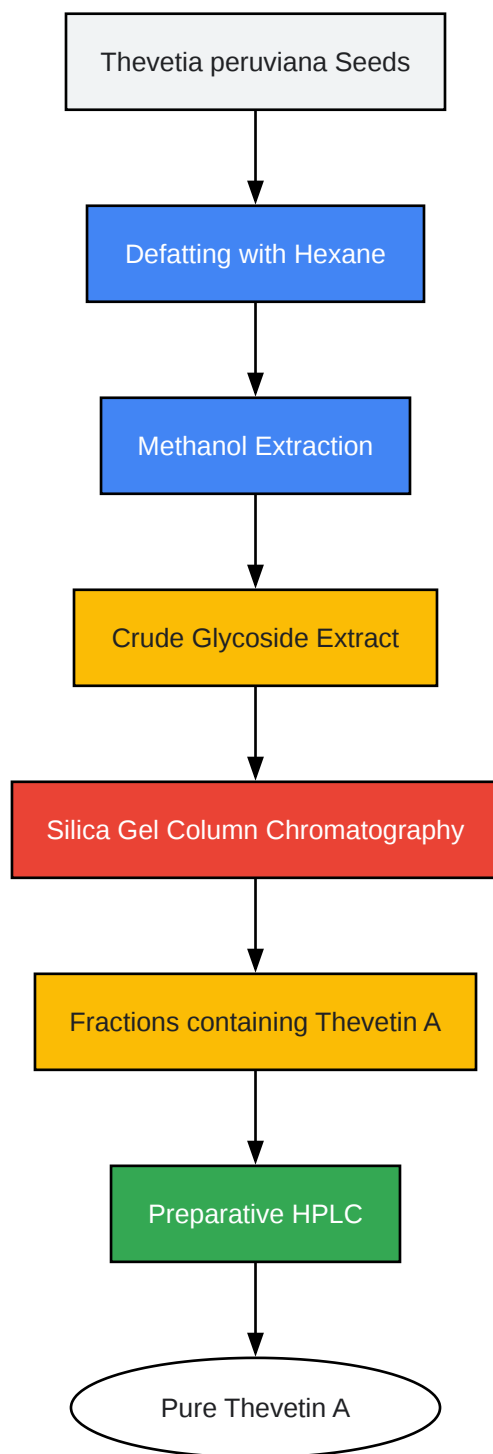 Thevetia peruviana Seeds
Defatting with Hexane
Methanol Extraction
Crude Glycoside Extract
Silica Gel Column Chromatography
Fractions containing Thevetin A
Preparative HPLC
Pure Thevetin A